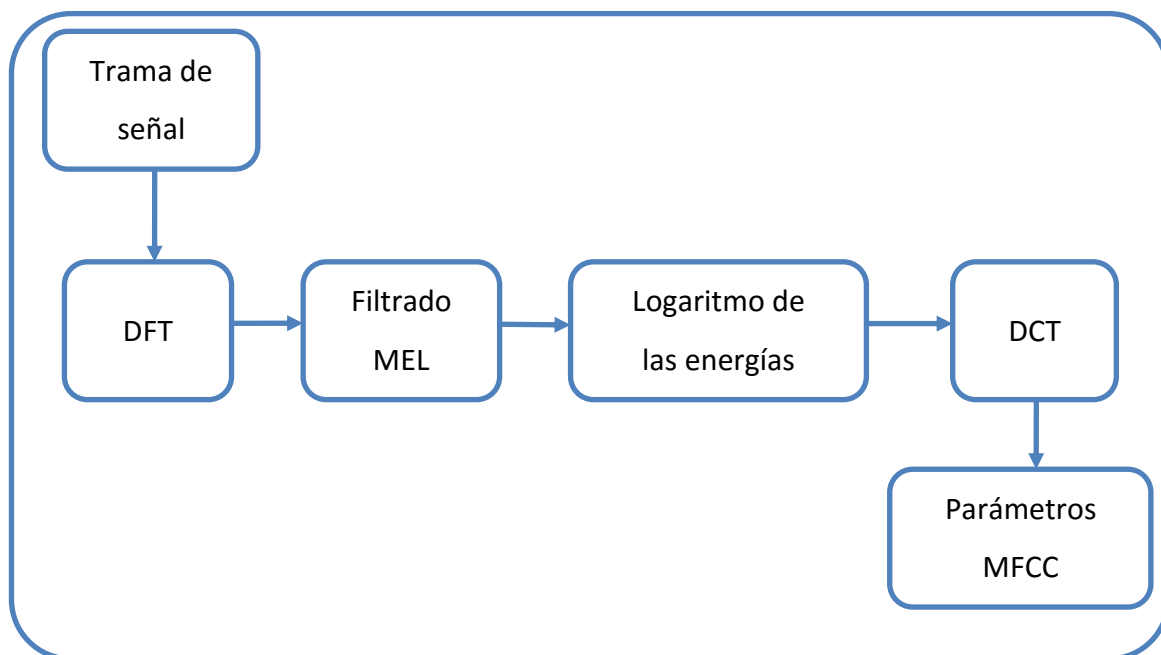 Trama de
señal
DFT
Filtrado
MEL
Logaritmo de
las energías
DCT
Parámetros
MFCC